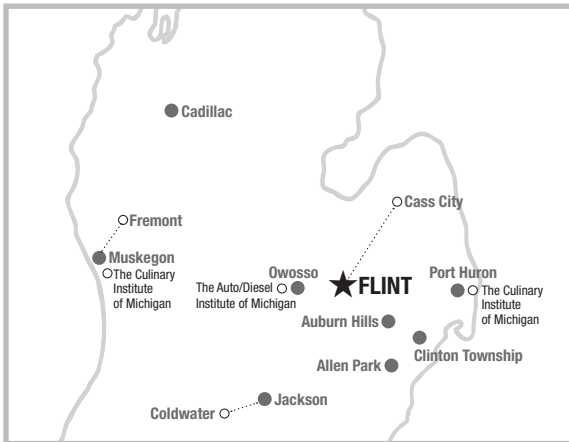 Cadillac
Fremont
Cass City
Muskegon
The Culinary
Institute
of Michigan
Owosso
The Auto/Diesel
Institute of Michigan
FLINT
Port Huron
The Culinary
Institute
of Michigan
Auburn Hills
Clinton Township
Allen Park
Jackson
Coldwater